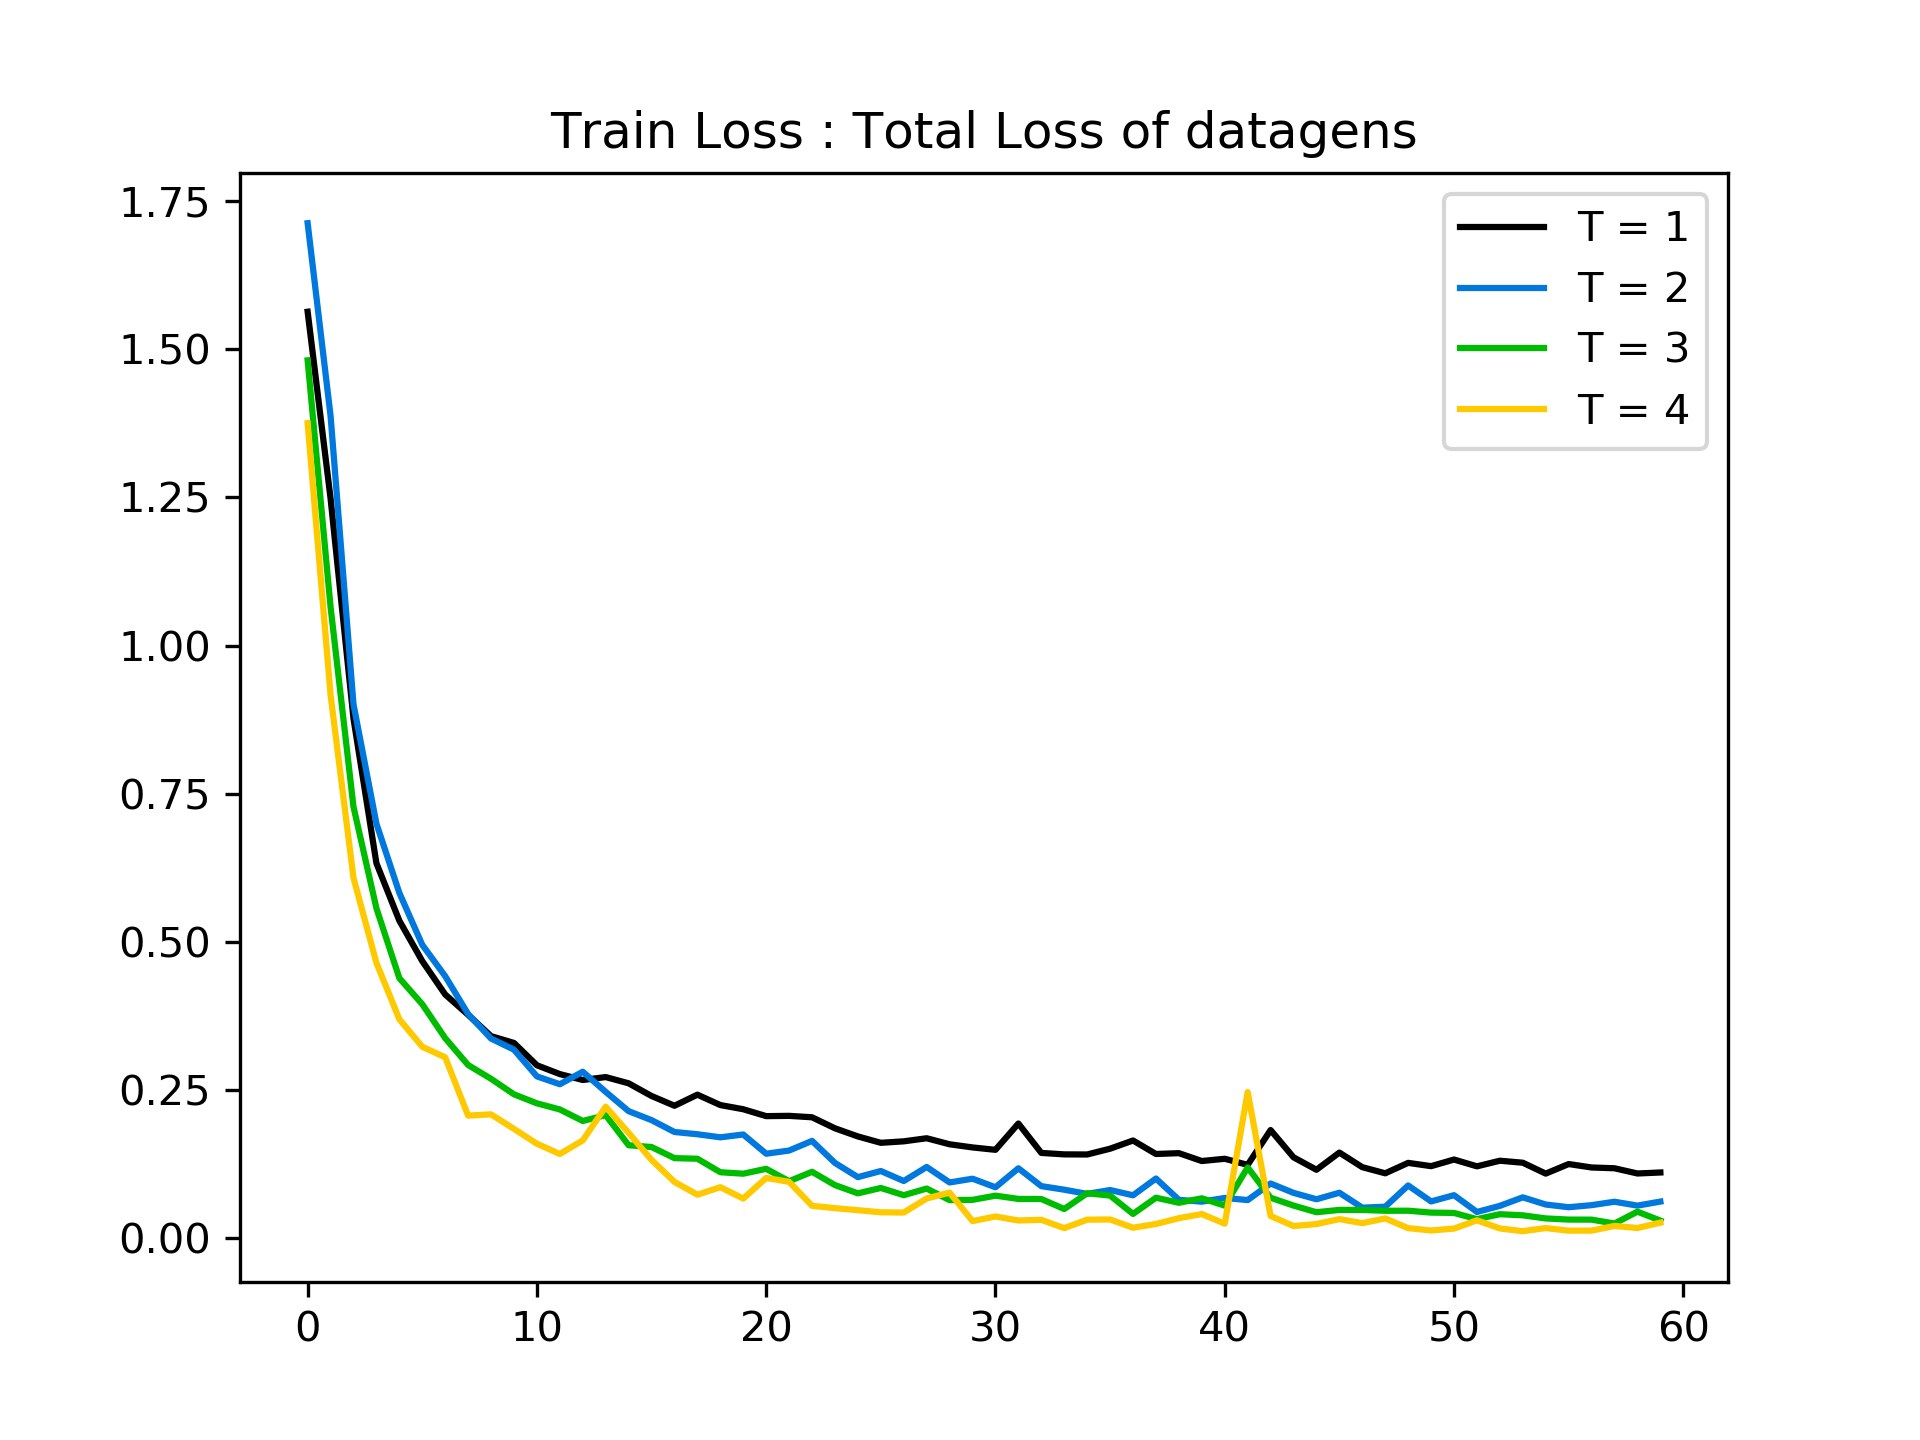 Train Loss : Total Loss of datagens
1.75
1.50
1.25
1.00
0.75
0.50
0.25
0.00
T = 1
T = 2
T = 3
T = 4
0 10 20 30 40 50 60